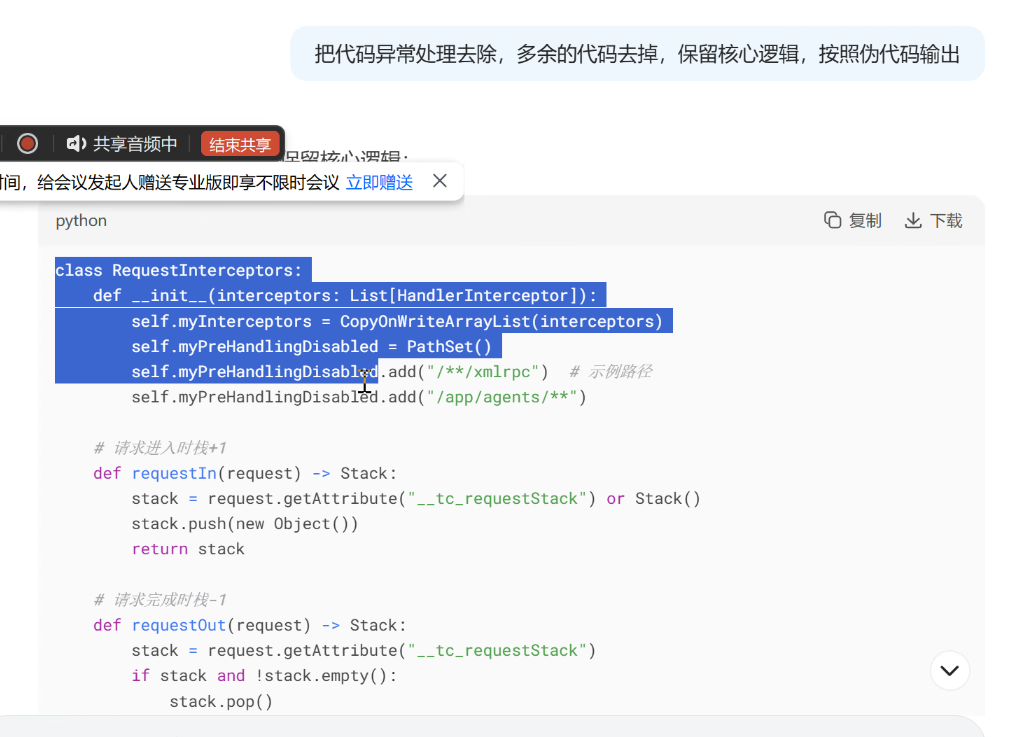 把代码异常处理去除，多余的代码去掉，保留核心逻辑，按照伪代码输出
共享音频中 结束共享
保留核心逻辑：
时间，给会议发起人赠送专业版即享不限时会议 立即赠送
python 复制 下载
class RequestInterceptors:
    def __init__(interceptors: List[HandlerInterceptor]):
        self.myInterceptors = CopyOnWriteArrayList(interceptors)
        self.myPreHandlingDisabled = PathSet()
        self.myPreHandlingDisabled.add("/**/xmlrpc")  # 示例路径
        self.myPreHandlingDisabled.add("/app/agents/**")
    # 请求进入时栈+1
    def requestIn(request) -> Stack:
        stack = request.getAttribute("__tc_requestStack") or Stack()
        stack.push(new Object())
        return stack
    # 请求完成时栈-1
    def requestOut(request) -> Stack:
        stack = request.getAttribute("__tc_requestStack")
        if stack and !stack.empty():
            stack.pop()